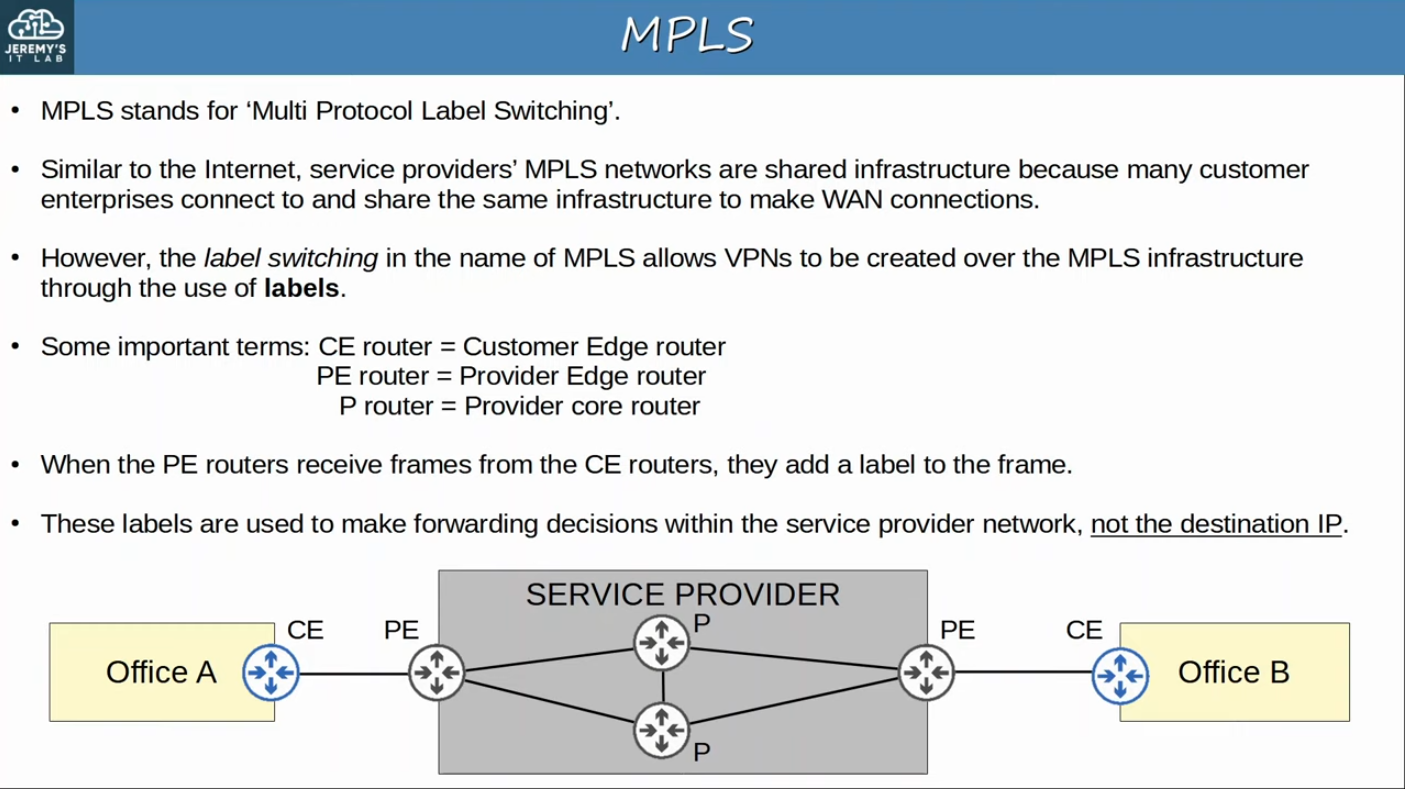 JEREMY'S
IT LAB
MPLS
• MPLS stands for ‘Multi Protocol Label Switching’.
• Similar to the Internet, service providers’ MPLS networks are shared infrastructure because many customer
enterprises connect to and share the same infrastructure to make WAN connections.
• However, the label switching in the name of MPLS allows VPNs to be created over the MPLS infrastructure
through the use of labels.
• Some important terms: CE router = Customer Edge router
PE router = Provider Edge router
P router = Provider core router
• When the PE routers receive frames from the CE routers, they add a label to the frame.
• These labels are used to make forwarding decisions within the service provider network, not the destination IP.
SERVICE PROVIDER
P
CE
PE
PE
CE
Office A
Office B
P